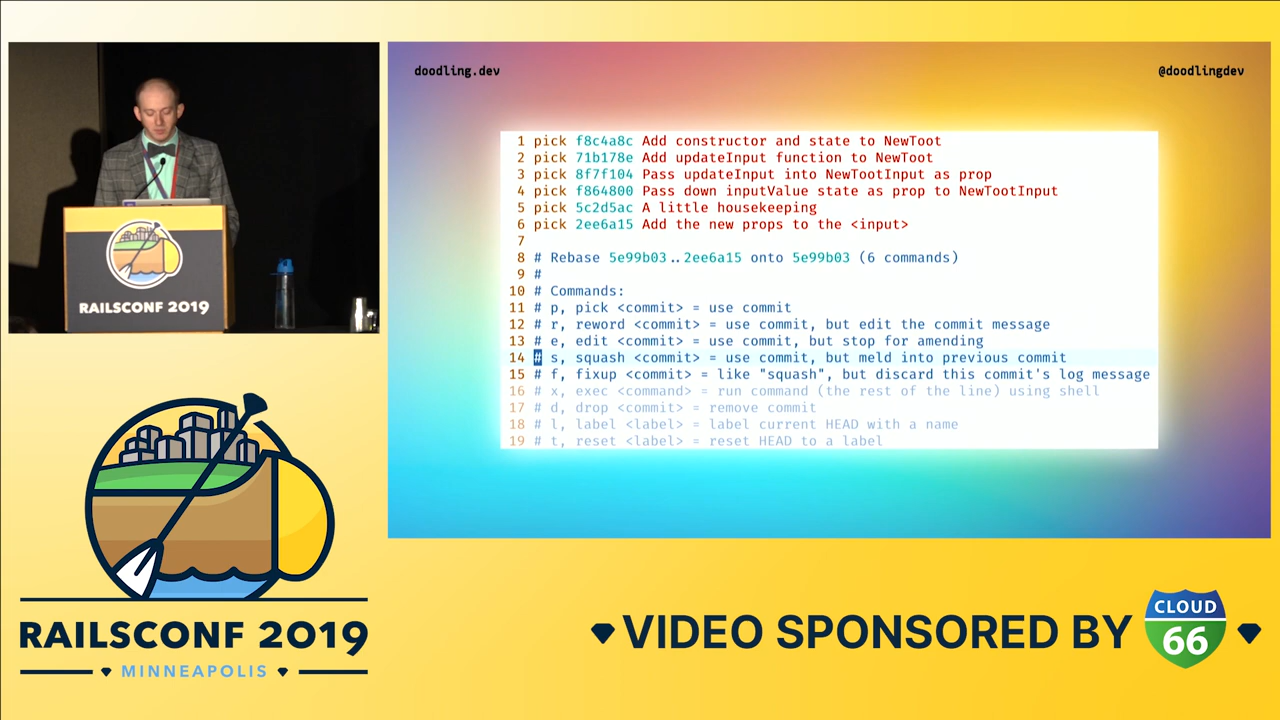 doodling.dev
@doodlingdev
1 pick f8c4a8c Add constructor and state to NewToot
2 pick 71b178e Add updateInput function to NewToot
3 pick 8f7f104 Pass updateInput into NewTootInput as prop
4 pick f864800 Pass down inputValue state as prop to NewTootInput
5 pick 5c2d5ac A little housekeeping
6 pick 2ee6a15 Add the new props to the <input>
7
8 # Rebase 5e99b03..2ee6a15 onto 5e99b03 (6 commands)
9 #
10 # Commands:
11 # p, pick <commit> = use commit
12 # r, reword <commit> = use commit, but edit the commit message
13 # e, edit <commit> = use commit, but stop for amending
14 # s, squash <commit> = use commit, but meld into previous commit
15 # f, fixup <commit> = like "squash", but discard this commit's log message
16 # x, exec <command> = run command (the rest of the line) using shell
17 # d, drop <commit> = remove commit
18 # l, label <label> = label current HEAD with a name
19 # t, reset <label> = reset HEAD to a label
RAILSCONF 2019
RAILSCONF 2019
MINNEAPOLIS
VIDEO SPONSORED BY
CLOUD
66